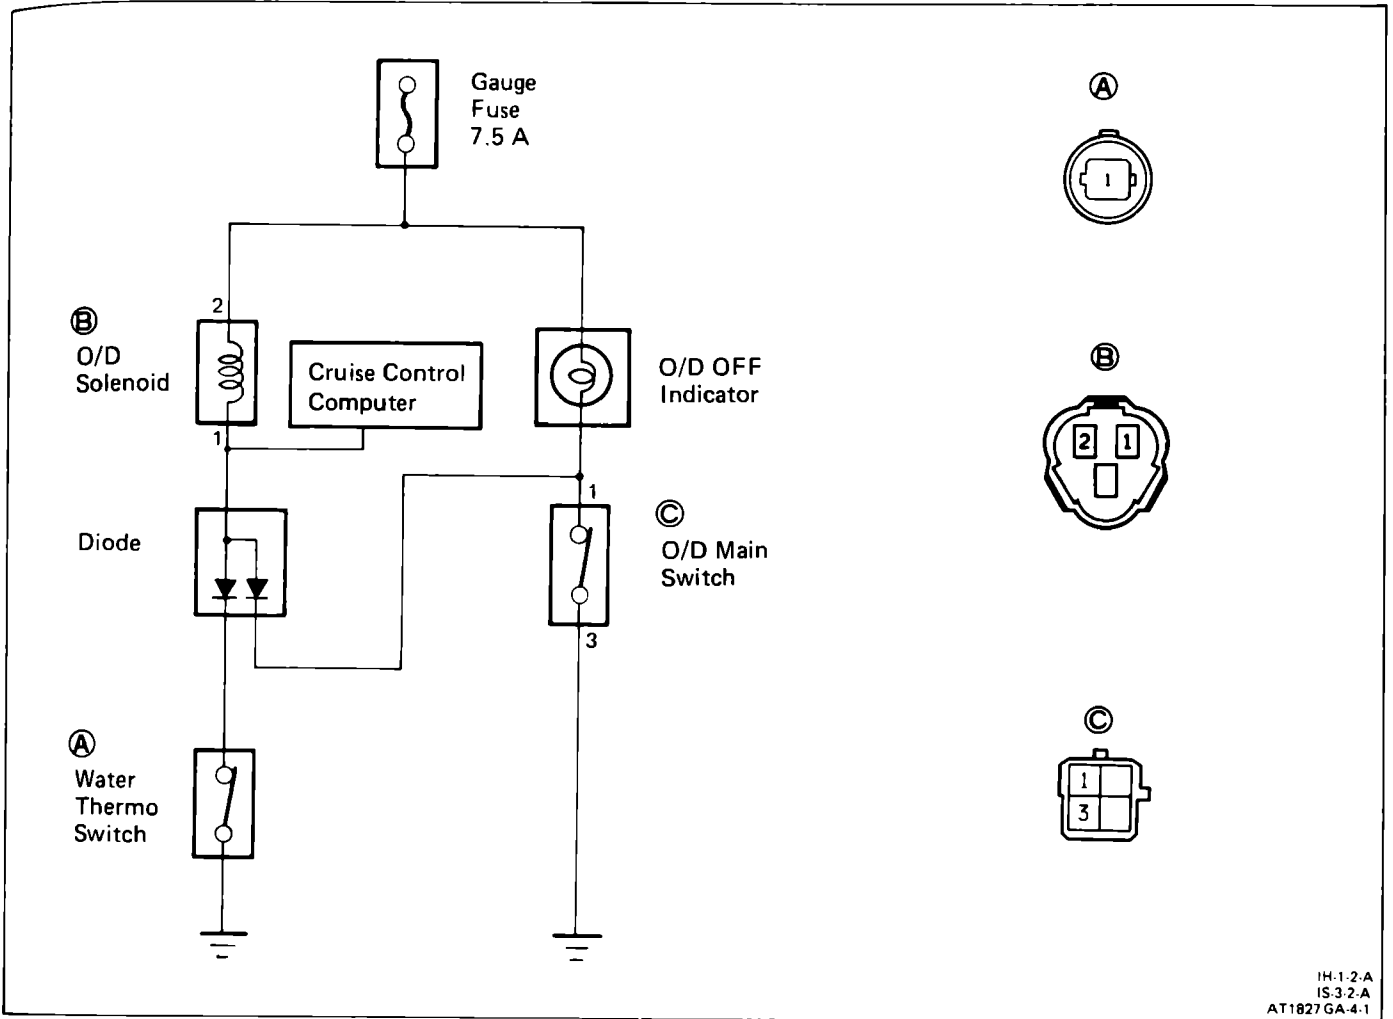 Gauge
Fuse
7.5 A
A
1
B
O/D
Solenoid
2
1
Cruise Control
Computer
O/D OFF
Indicator
B
2 1
Diode
1
C
O/D Main
Switch
3
A
Water
Thermo
Switch
C
1
3
IH-1-2-A
IS-3-2-A
AT1827GA-4-1